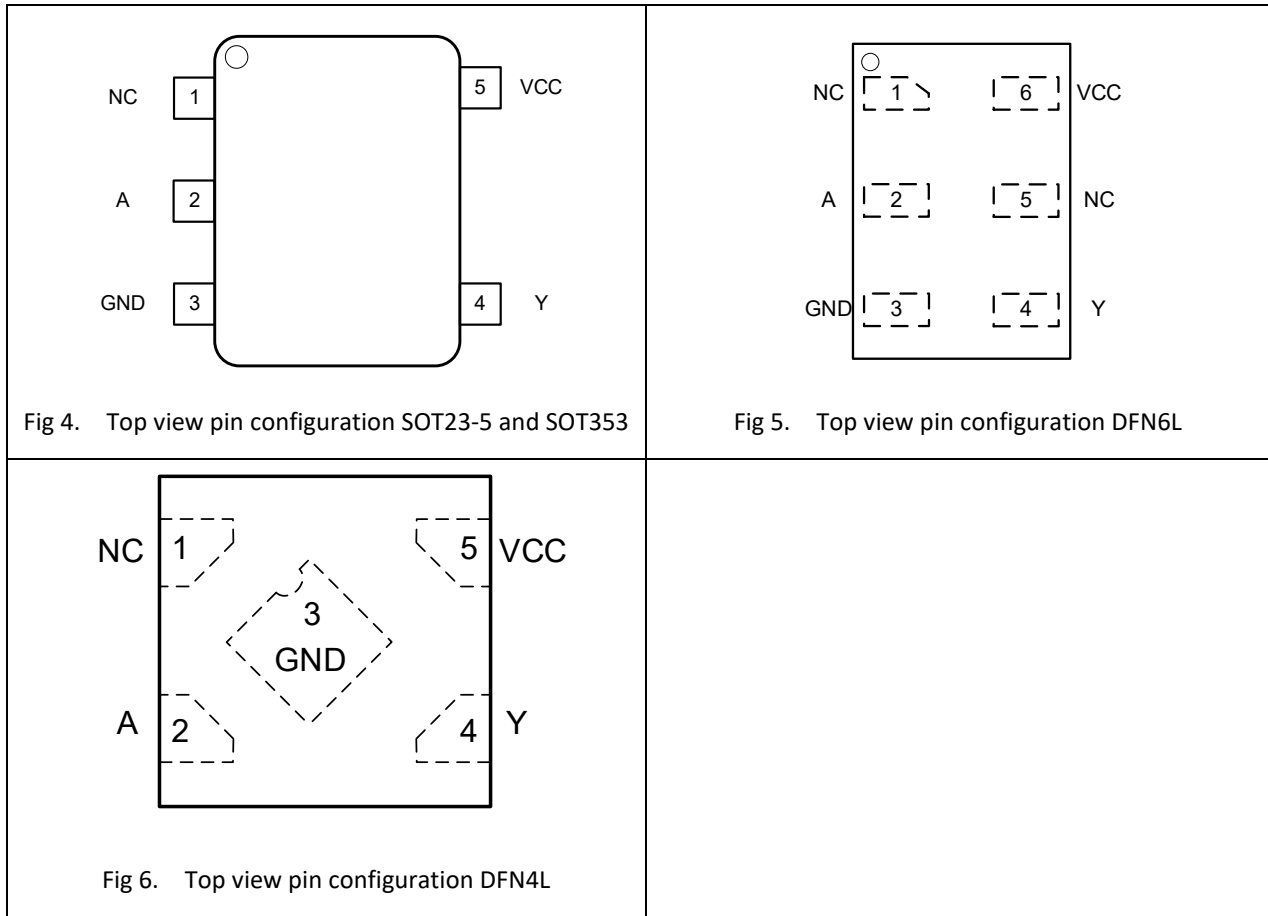 NC 1 5 VCC
A 2
GND 3 4 Y
Fig 4. Top view pin configuration SOT23-5 and SOT353
NC 1 6 VCC
A 2 5 NC
GND 3 4 Y
Fig 5. Top view pin configuration DFN6L
NC 1 5 VCC
3
GND
A 2 4 Y
Fig 6. Top view pin configuration DFN4L